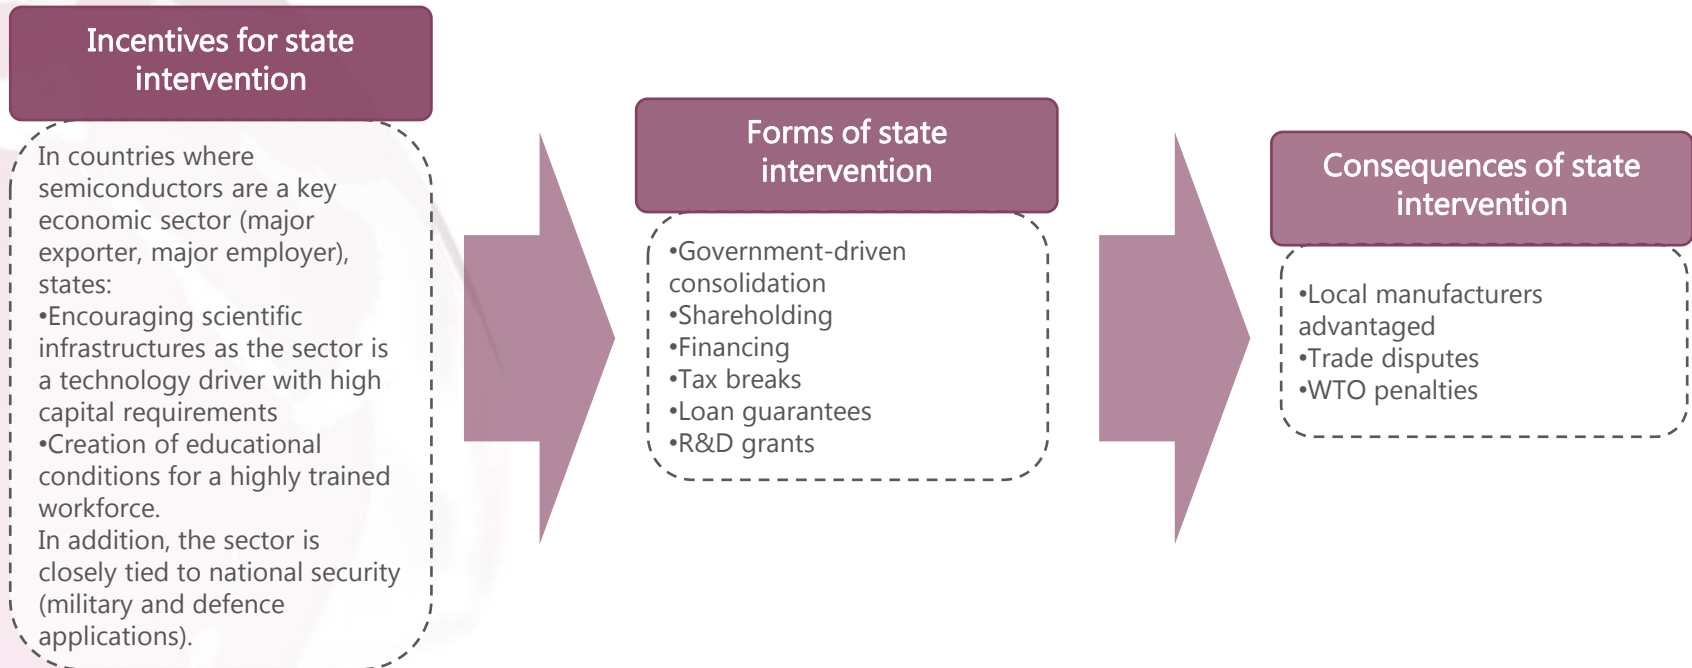 Incentives for state
intervention
In countries where
semiconductors are a key
economic sector (major
exporter, major employer),
states:
•Encouraging scientific
infrastructures as the sector is
a technology driver with high
capital requirements
•Creation of educational
conditions for a highly trained
workforce.
In addition, the sector is
closely tied to national security
(military and defence
applications).
Forms of state
intervention
•Government-driven
consolidation
•Shareholding
•Financing
•Tax breaks
•Loan guarantees
•R&D grants
Consequences of state
intervention
•Local manufacturers
advantaged
•Trade disputes
•WTO penalties